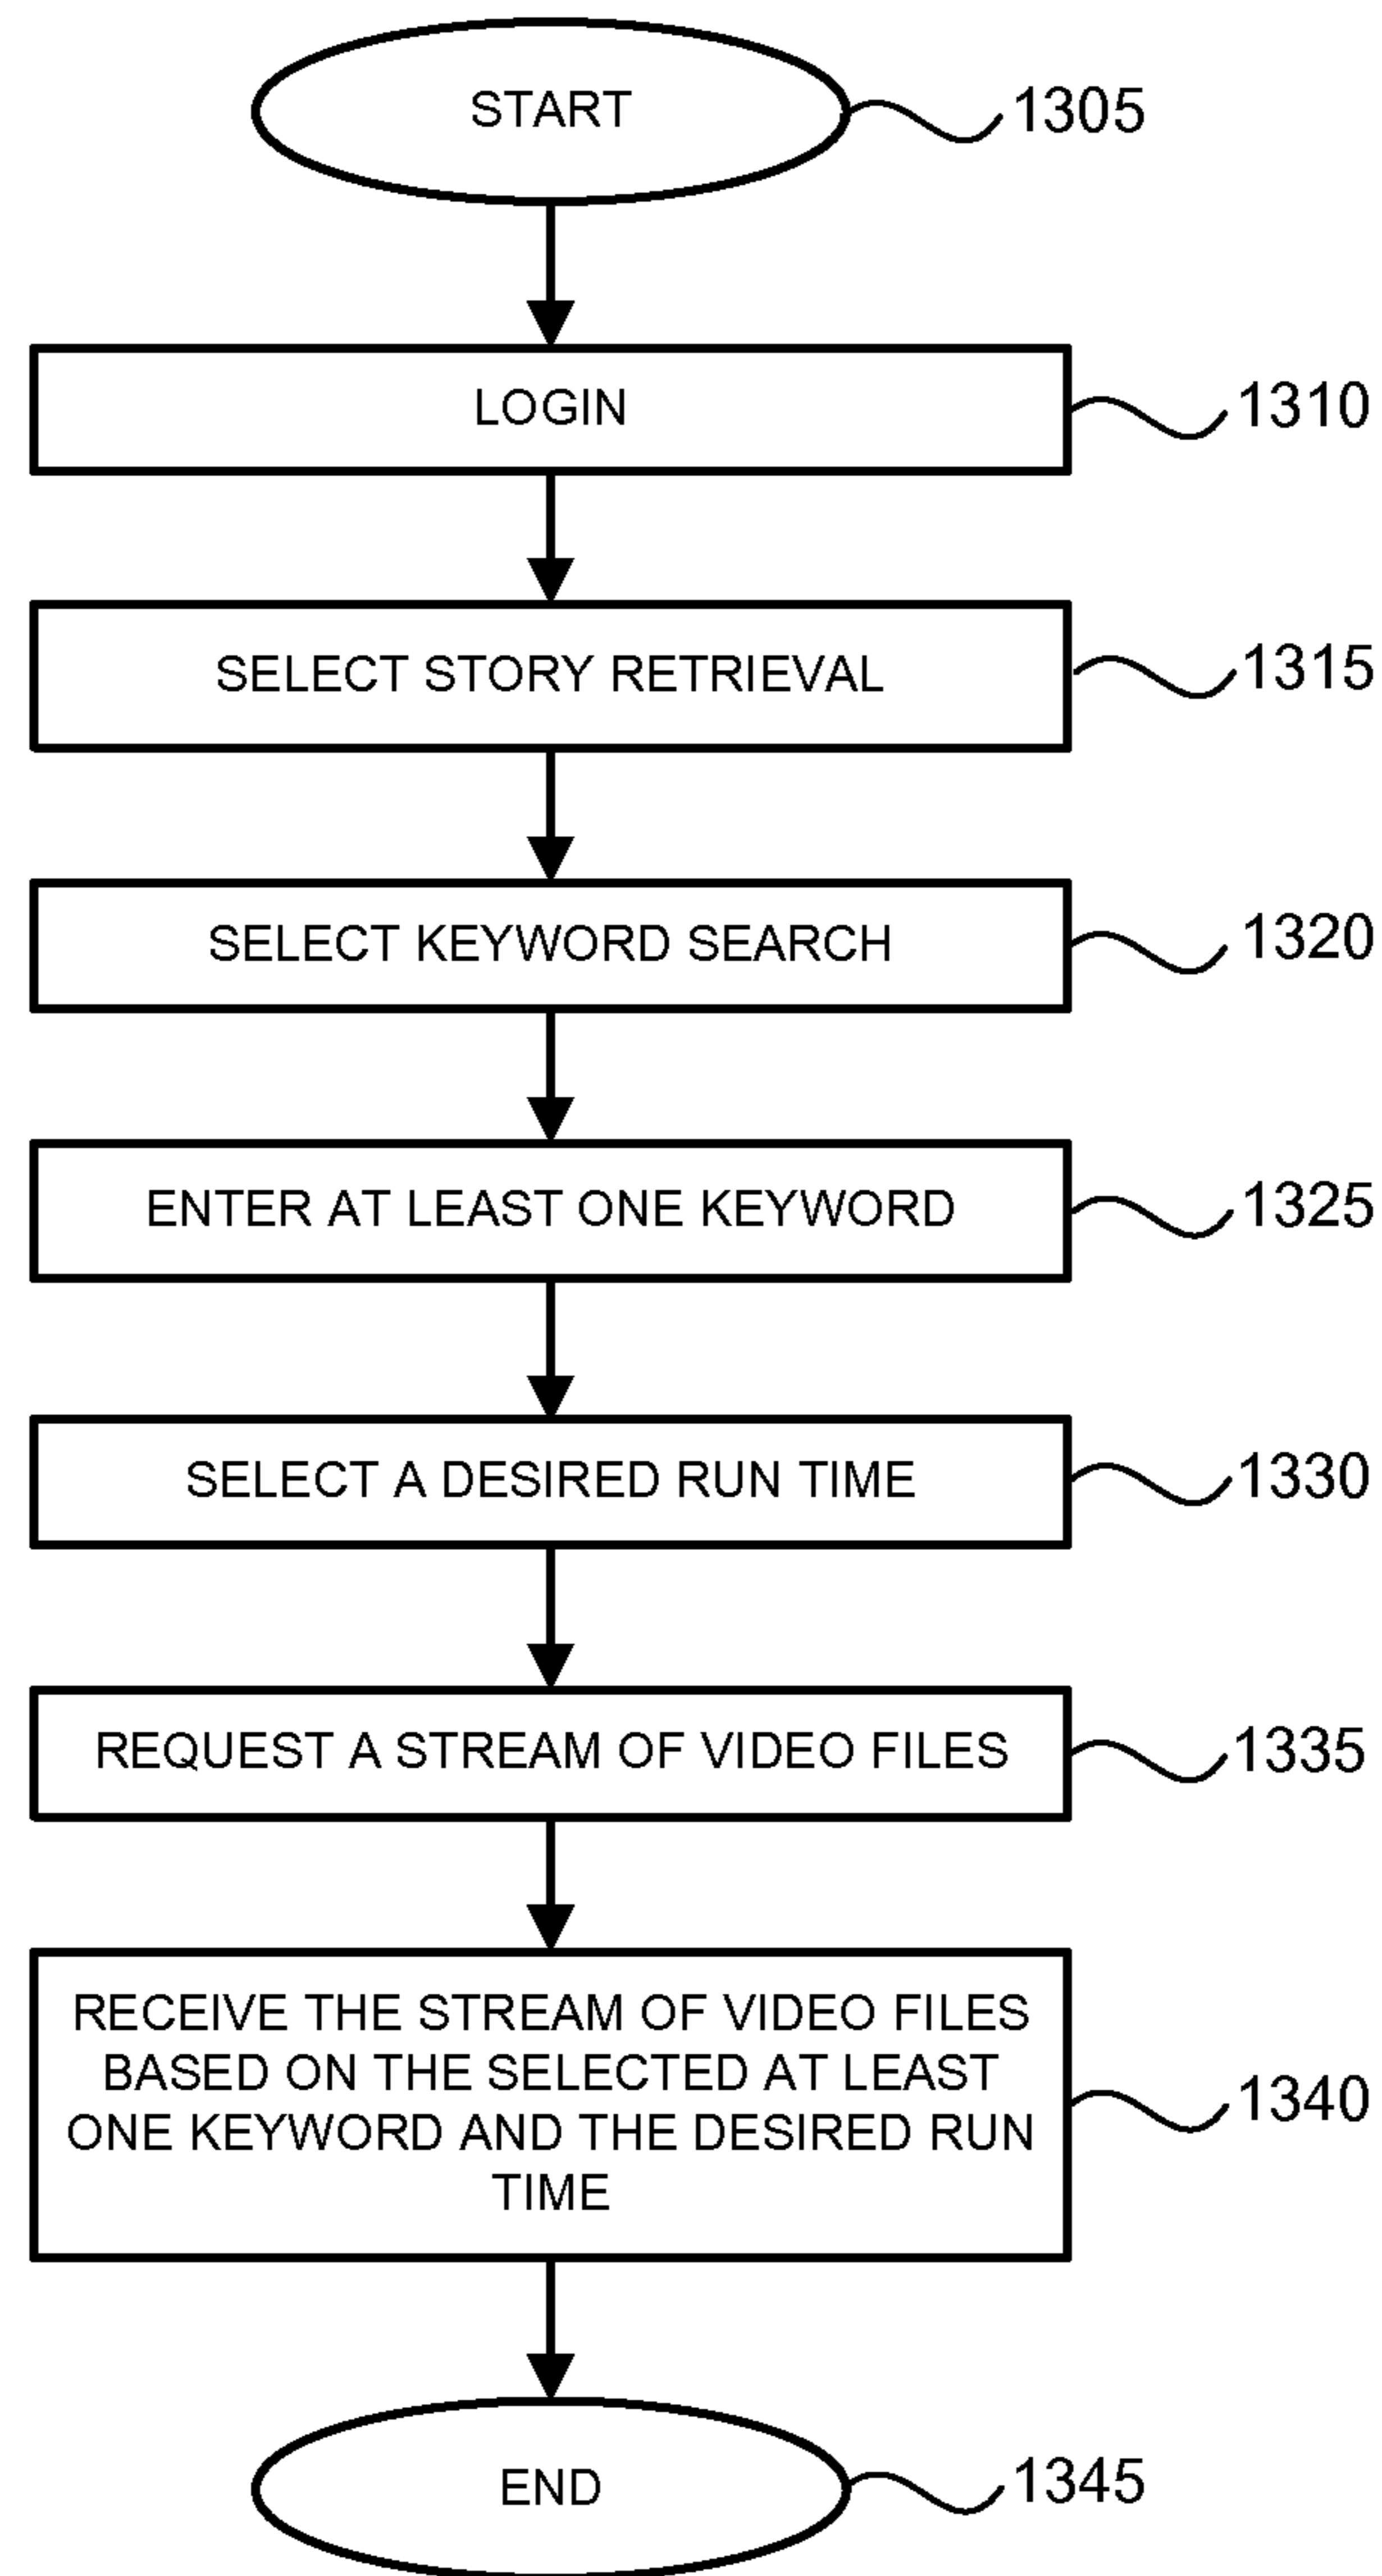 START
1305
LOGIN
1310
SELECT STORY RETRIEVAL
1315
SELECT KEYWORD SEARCH
1320
ENTER AT LEAST ONE KEYWORD
1325
SELECT A DESIRED RUN TIME
1330
REQUEST A STREAM OF VIDEO FILES
1335
RECEIVE THE STREAM OF VIDEO FILES
BASED ON THE SELECTED AT LEAST
ONE KEYWORD AND THE DESIRED RUN
TIME
1340
END
1345